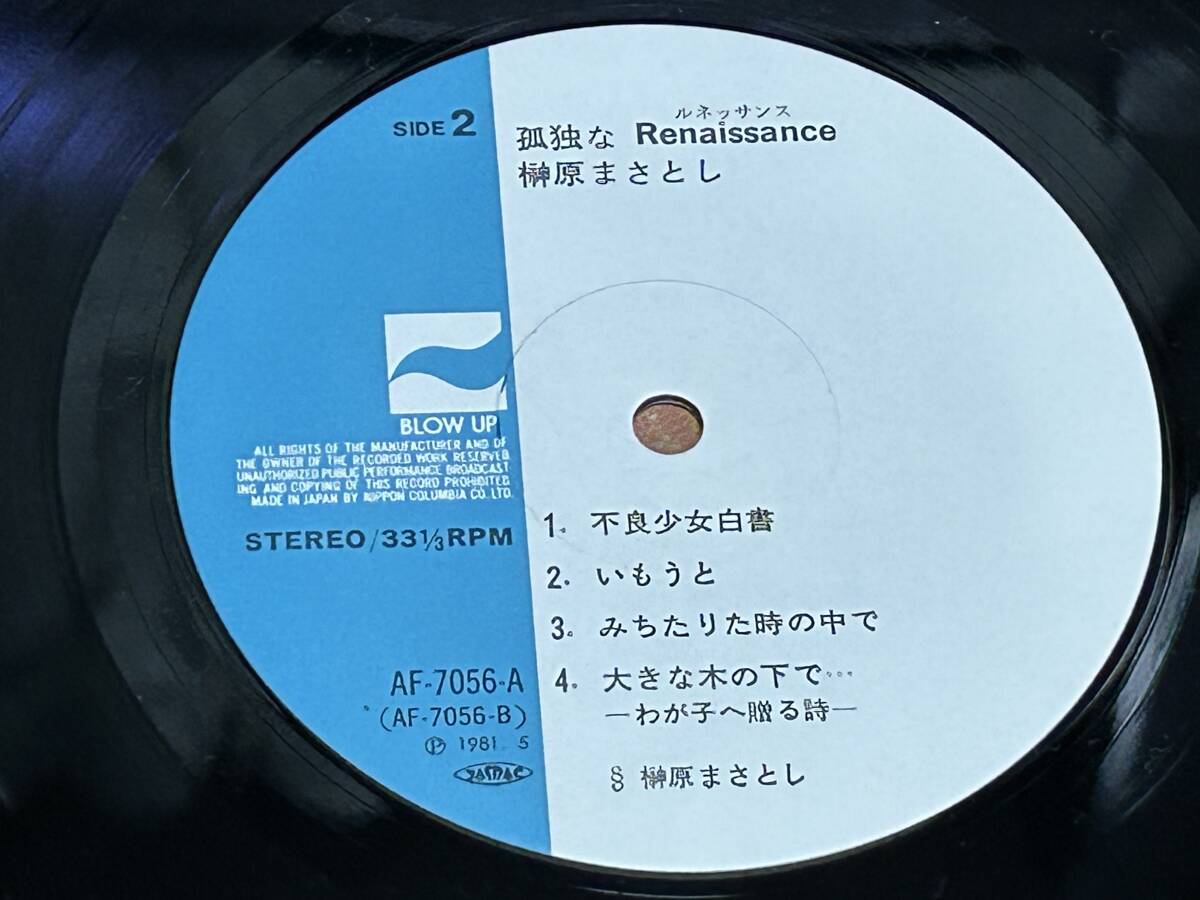 SIDE 2
ルネッサンス
孤独な Renaissance
榊原まさとし
BLOW UP
ALL RIGHTS OF THE MANUFACTURER AND OF
THE OWNER OF THE RECORDED WORK RESERVED
UNAUTHORIZED PUBLIC PERFORMANCE BROADCAST
ING AND COPYING OF THIS RECORD PROHIBITED
MADE IN JAPAN BY NIPPON COLUMBIA CO. LTD.
STEREO/33⅓RPM
1. 不良少女白書
2. いもうと
3. みちたりた時の中で
4. 大きな木の下で…
—わが子へ贈る詩—
§ 榊原まさとし
AF-7056-A
(AF-7056-B)
Ⓟ 1981. 5
JASRAC